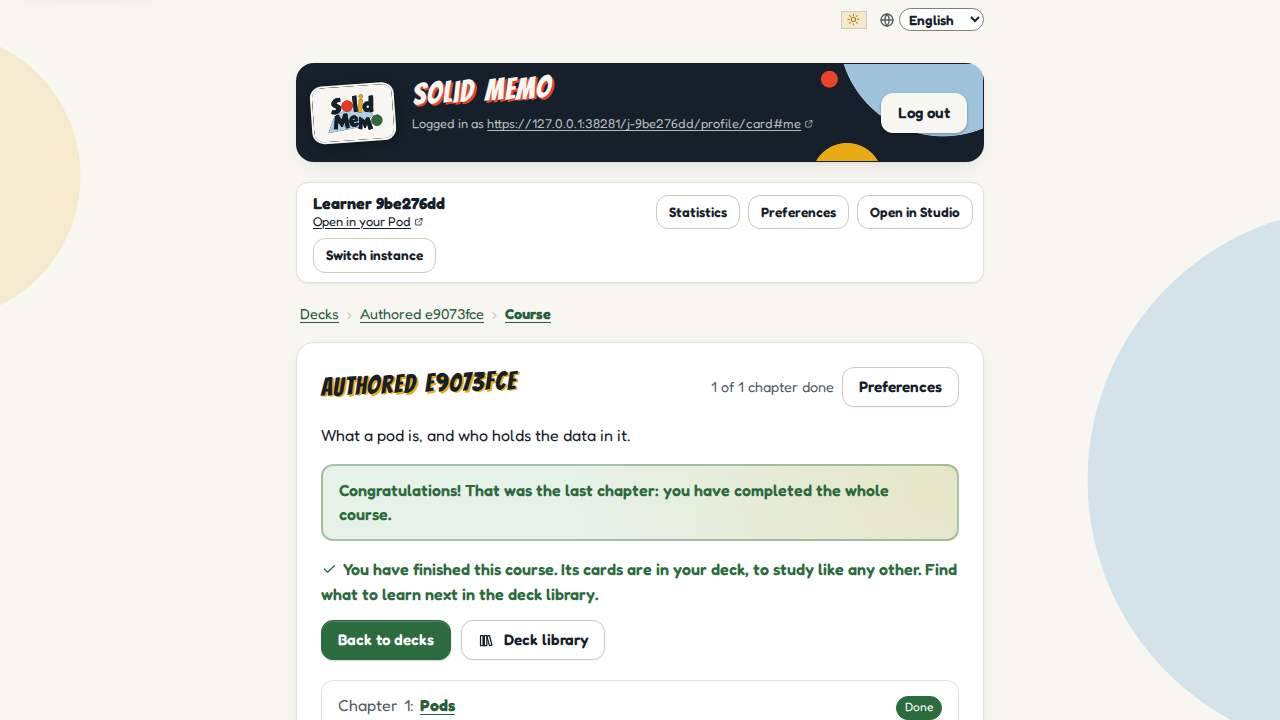 English
Solid Memo
SOLID MEMO
Logged in as https://127.0.0.1:38281/j-9be276dd/profile/card#me
Log out
Learner 9be276dd
Open in your Pod
Statistics
Preferences
Open in Studio
Switch instance
Decks › Authored e9073fce › Course
AUTHORED E9073FCE
1 of 1 chapter done
Preferences
What a pod is, and who holds the data in it.
Congratulations! That was the last chapter: you have completed the whole
course.
You have finished this course. Its cards are in your deck, to study like any other. Find
what to learn next in the deck library.
Back to decks
Deck library
Chapter 1: Pods
Done